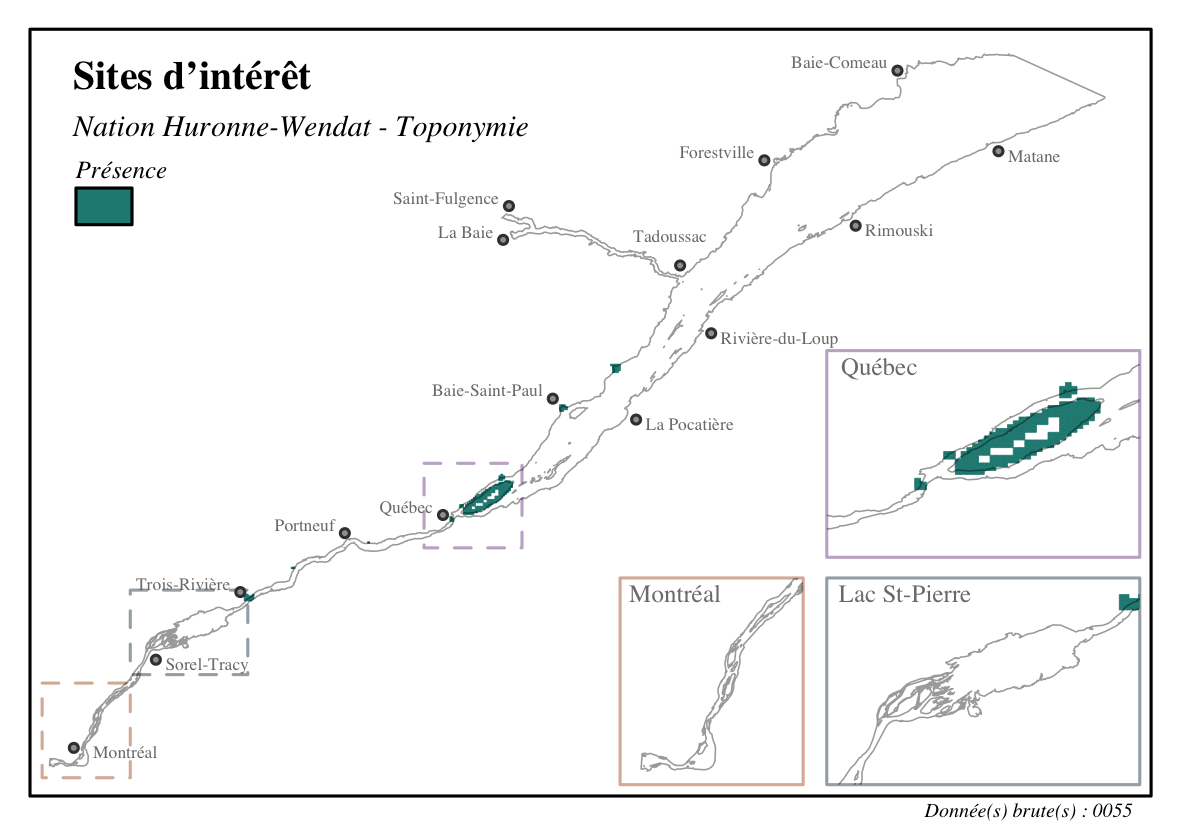 Sites d’intérêt
Nation Huronne-Wendat - Toponymie
Présence
Baie-Comeau
Forestville
Matane
Saint-Fulgence
La Baie
Tadoussac
Rimouski
Rivière-du-Loup
Baie-Saint-Paul
La Pocatière
Québec
Portneuf
Trois-Rivière
Sorel-Tracy
Montréal
Québec
Montréal
Lac St-Pierre
Donnée(s) brute(s) : 0055